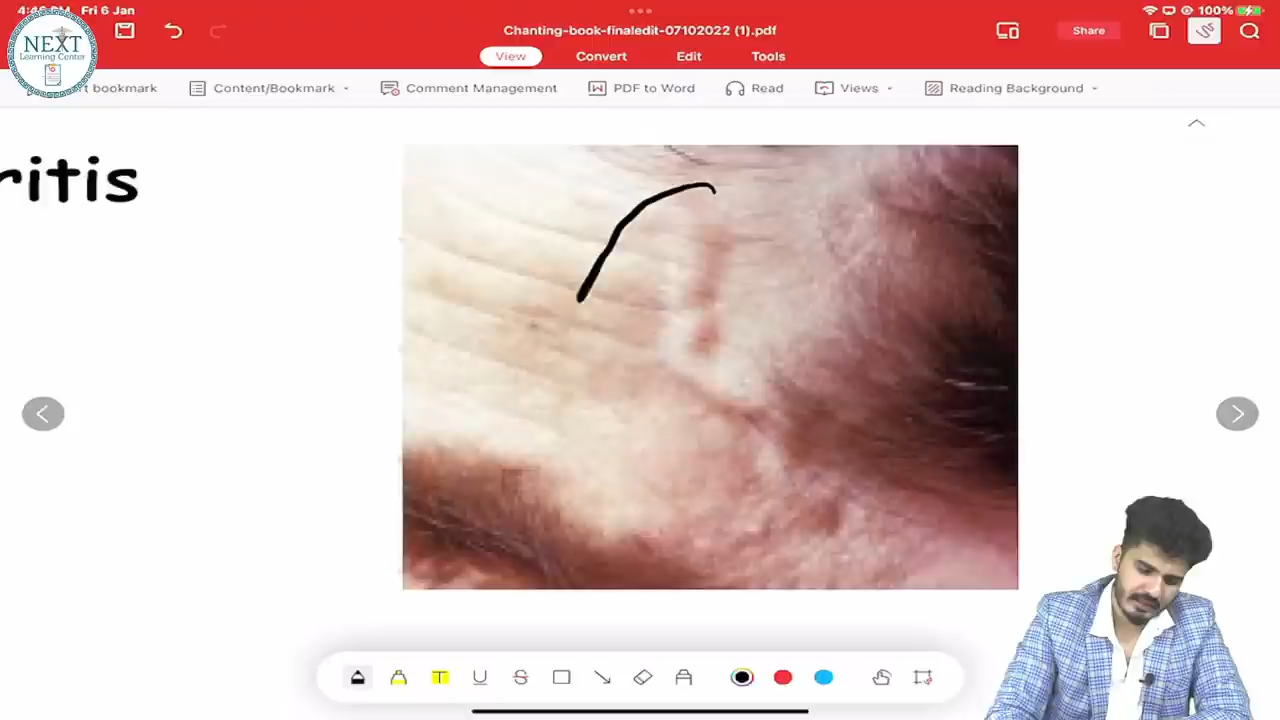 4:46 PM Fri 6 Jan
100%
NEXT
Learning Center
Chanting-book-finaledit-07102022 (1).pdf
Share
View Convert Edit Tools
bookmark Content/Bookmark Comment Management PDF to Word Read Views Reading Background
ritis
T U S